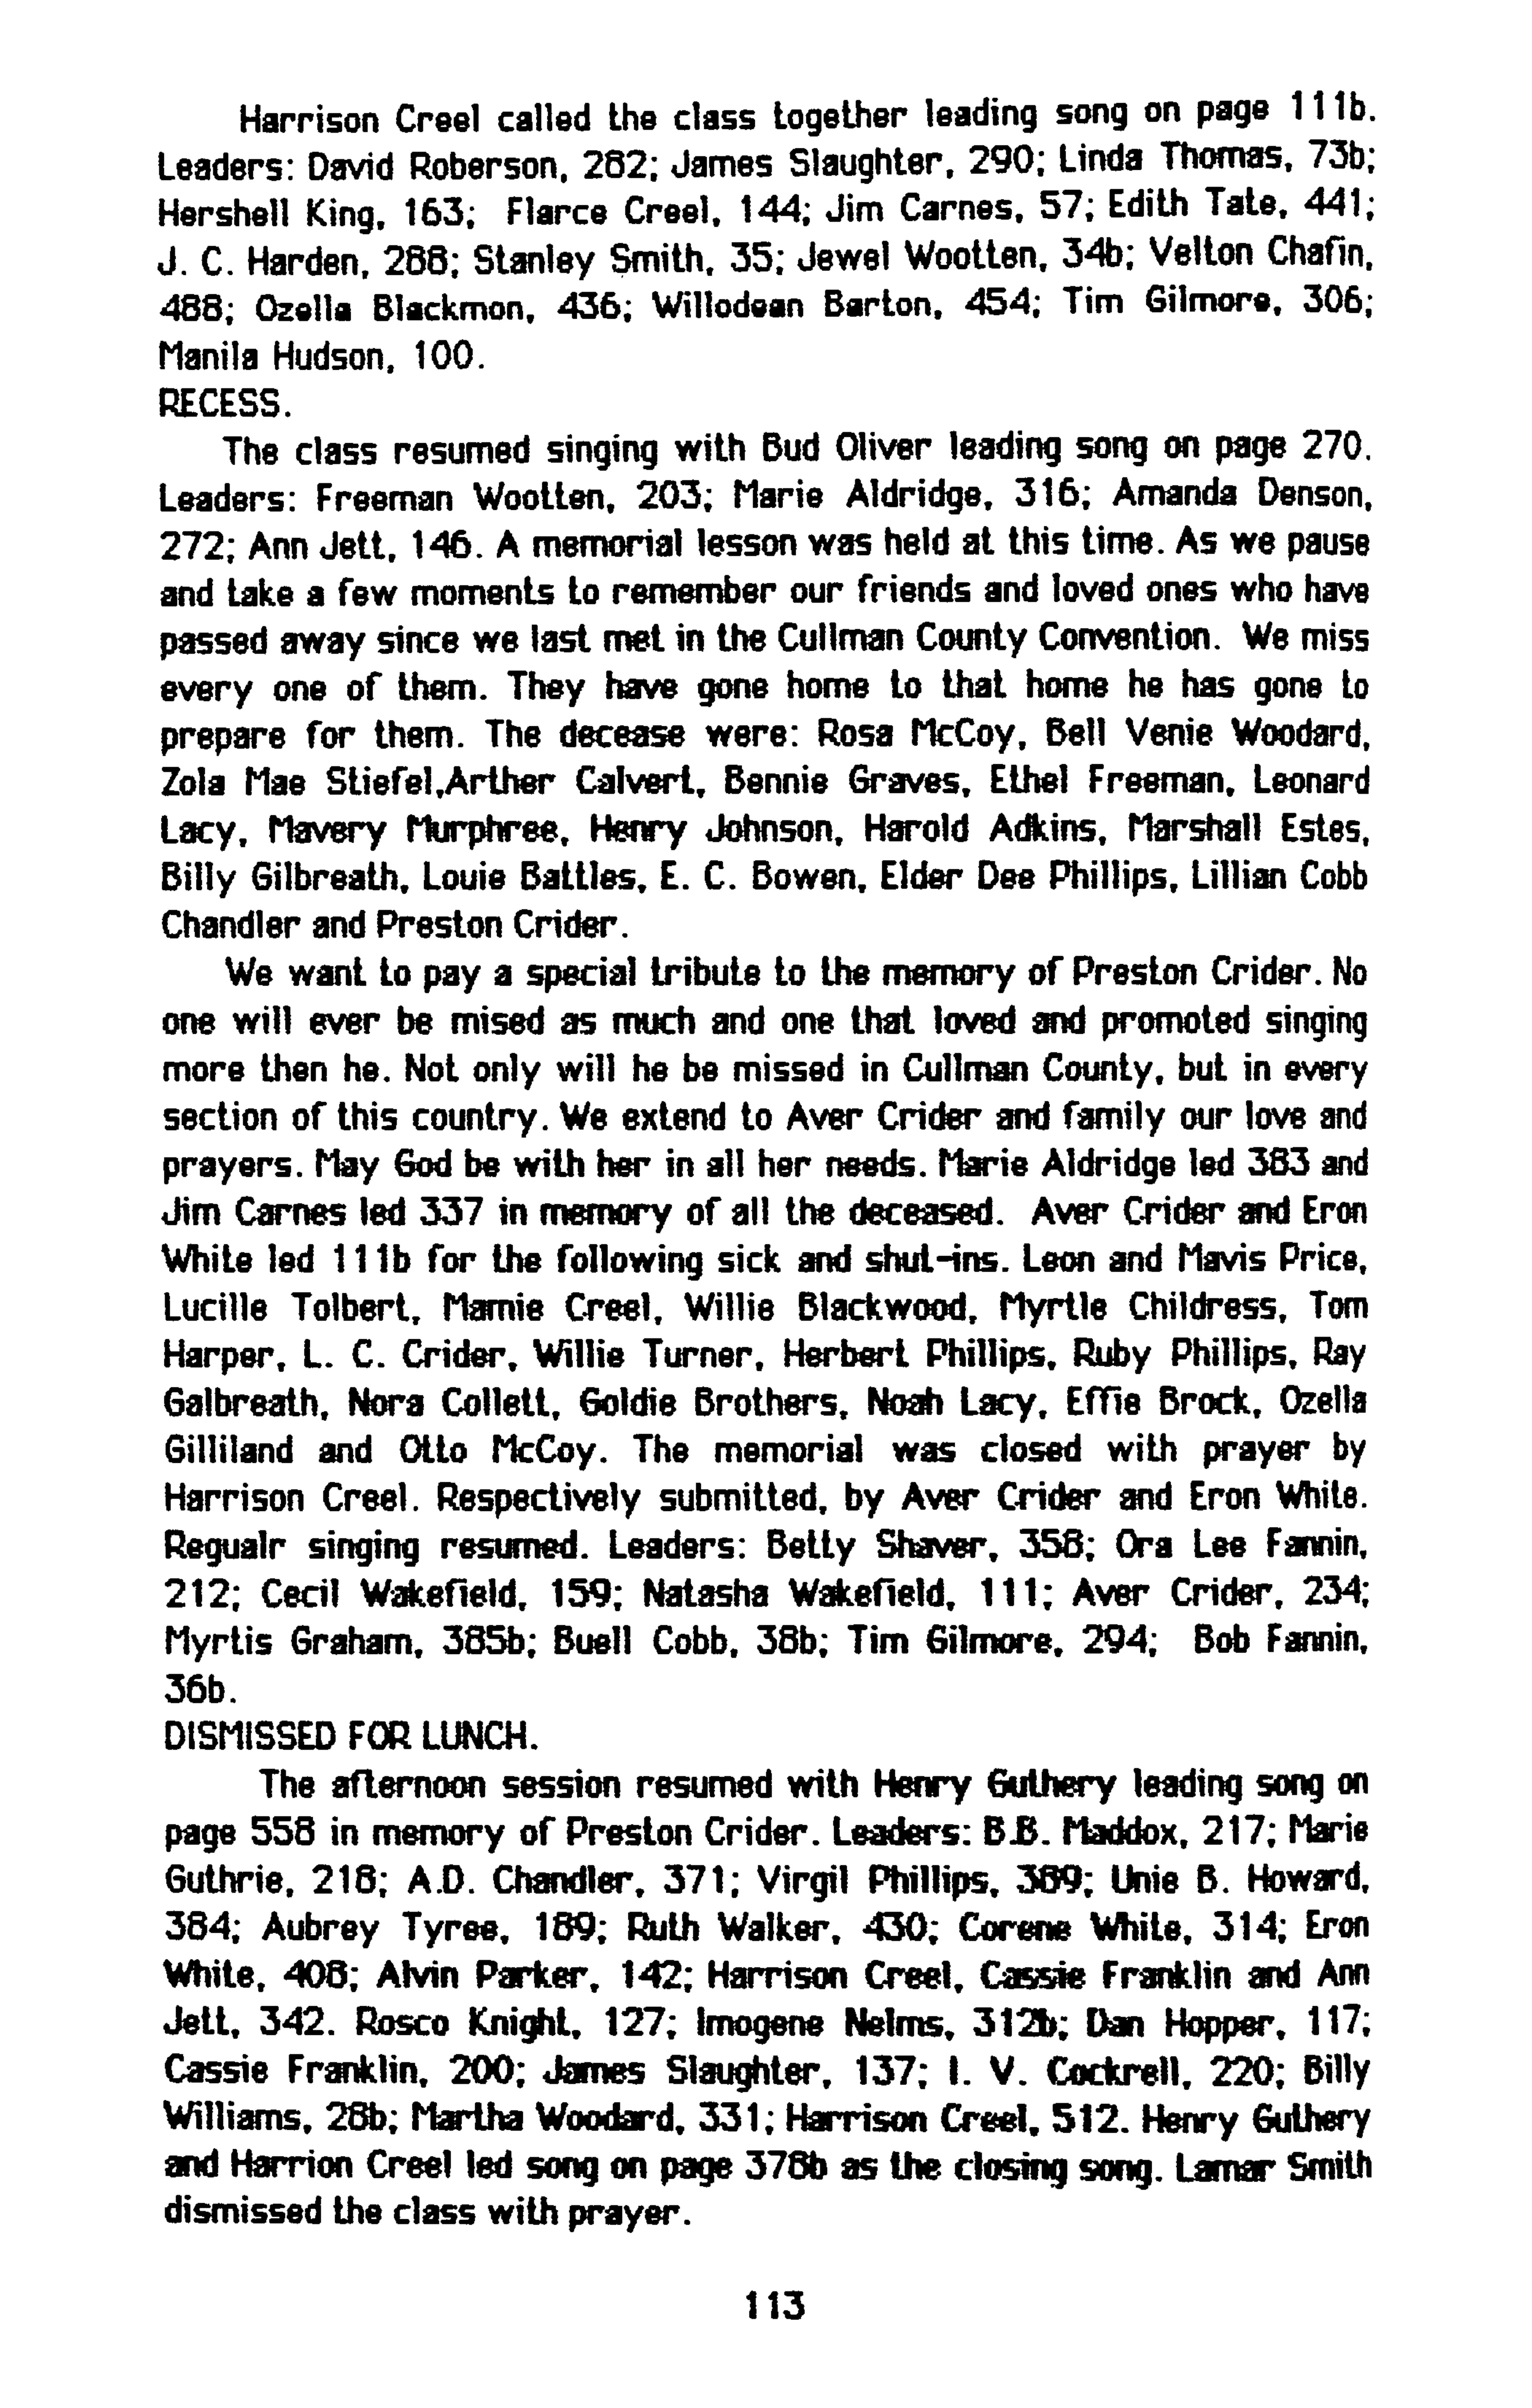 Harrison Creel called the class together leading song on page 111b.
Leaders: David Roberson, 282; James Slaughter, 290; Linda Thomas, 73b;
Hershell King, 163; Flarce Creel, 144; Jim Carnes, 57; Edith Tate, 441;
J. C. Harden, 288; Stanley Smith, 35; Jewel Wootten, 34b; Velton Chafin,
488; Ozella Blackmon, 436; Willodean Barton, 454; Tim Gilmore, 306;
Manila Hudson, 100.
RECESS.
The class resumed singing with Bud Oliver leading song on page 270.
Leaders: Freeman Wootten, 203; Marie Aldridge, 316; Amanda Denson,
272; Ann Jett, 146. A memorial lesson was held at this time. As we pause
and take a few moments to remember our friends and loved ones who have
passed away since we last met in the Cullman County Convention. We miss
every one of them. They have gone home to that home he has gone to
prepare for them. The decease were: Rosa McCoy, Bell Venie Woodard,
Zola Mae Stiefel,Arther Calvert, Bennie Graves, Ethel Freeman, Leonard
Lacy, Mavery Murphree, Henry Johnson, Harold Adkins, Marshall Estes,
Billy Gilbreath, Louie Battles, E. C. Bowen, Elder Dee Phillips, Lillian Cobb
Chandler and Preston Crider.
We want to pay a special tribute to the memory of Preston Crider. No
one will ever be mised as much and one that loved and promoted singing
more then he. Not only will he be missed in Cullman County, but in every
section of this country. We extend to Aver Crider and family our love and
prayers. May God be with her in all her needs. Marie Aldridge led 383 and
Jim Carnes led 337 in memory of all the deceased. Aver Crider and Eron
White led 111b for the following sick and shut-ins. Leon and Mavis Price,
Lucille Tolbert, Mamie Creel, Willie Blackwood, Myrtle Childress, Tom
Harper, L. C. Crider, Willie Turner, Herbert Phillips, Ruby Phillips, Ray
Galbreath, Nora Collett, Goldie Brothers, Noah Lacy, Effie Brock, Ozella
Gilliland and Otto McCoy. The memorial was closed with prayer by
Harrison Creel. Respectively submitted, by Aver Crider and Eron White.
Regualr singing resumed. Leaders: Betty Shaver, 358; Ora Lee Fannin,
212; Cecil Wakefield, 159; Natasha Wakefield, 111; Aver Crider, 234;
Myrtis Graham, 385b; Buell Cobb, 38b; Tim Gilmore, 294; Bob Fannin,
36b.
DISMISSED FOR LUNCH.
The afternoon session resumed with Henry Guthery leading song on
page 558 in memory of Preston Crider. Leaders: B.B. Maddox, 217; Marie
Guthrie, 218; A.D. Chandler, 371; Virgil Phillips, 389; Unie B. Howard,
384; Aubrey Tyree, 189; Ruth Walker, 430; Corene White, 314; Eron
White, 408; Alvin Parker, 142; Harrison Creel, Cassie Franklin and Ann
Jett, 342. Rosco Knight, 127; Imogene Nelms, 312b; Dan Hopper, 117;
Cassie Franklin, 200; James Slaughter, 137; I. V. Cockrell, 220; Billy
Williams, 28b; Martha Woodard, 331; Harrison Creel, 512. Henry Guthery
and Harrion Creel led song on page 378b as the closing song. Lamar Smith
dismissed the class with prayer.
113